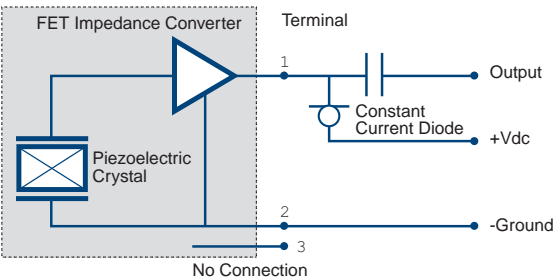 FET Impedance Converter
Terminal
1
Output
Constant
Current Diode
+Vdc
Piezoelectric
Crystal
2
-Ground
3
No Connection